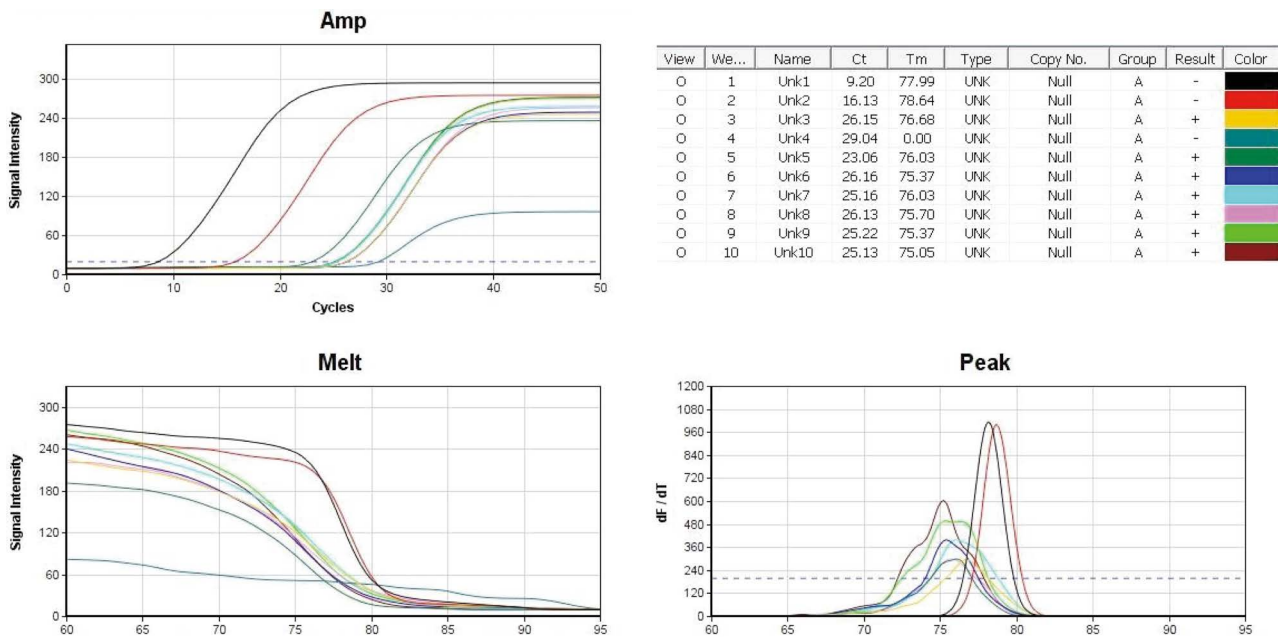 Amp
Signal Intensity
300
240
180
120
60
0
0 10 20 30 40 50
Cycles
View We... Name Ct Tm Type Copy No. Group Result Color
O 1 Unk1 9.20 77.99 UNK Null A -
O 2 Unk2 16.13 78.64 UNK Null A -
O 3 Unk3 26.15 76.68 UNK Null A +
O 4 Unk4 29.04 0.00 UNK Null A -
O 5 Unk5 23.06 76.03 UNK Null A +
O 6 Unk6 26.16 75.37 UNK Null A +
O 7 Unk7 25.16 76.03 UNK Null A +
O 8 Unk8 26.13 75.70 UNK Null A +
O 9 Unk9 25.22 75.37 UNK Null A +
O 10 Unk10 25.13 75.05 UNK Null A +
Melt
Signal Intensity
300
240
180
120
60
0
60 65 70 75 80 85 90 95
Peak
dF / dT
1200
1080
960
840
720
600
480
360
240
120
0
60 65 70 75 80 85 90 95